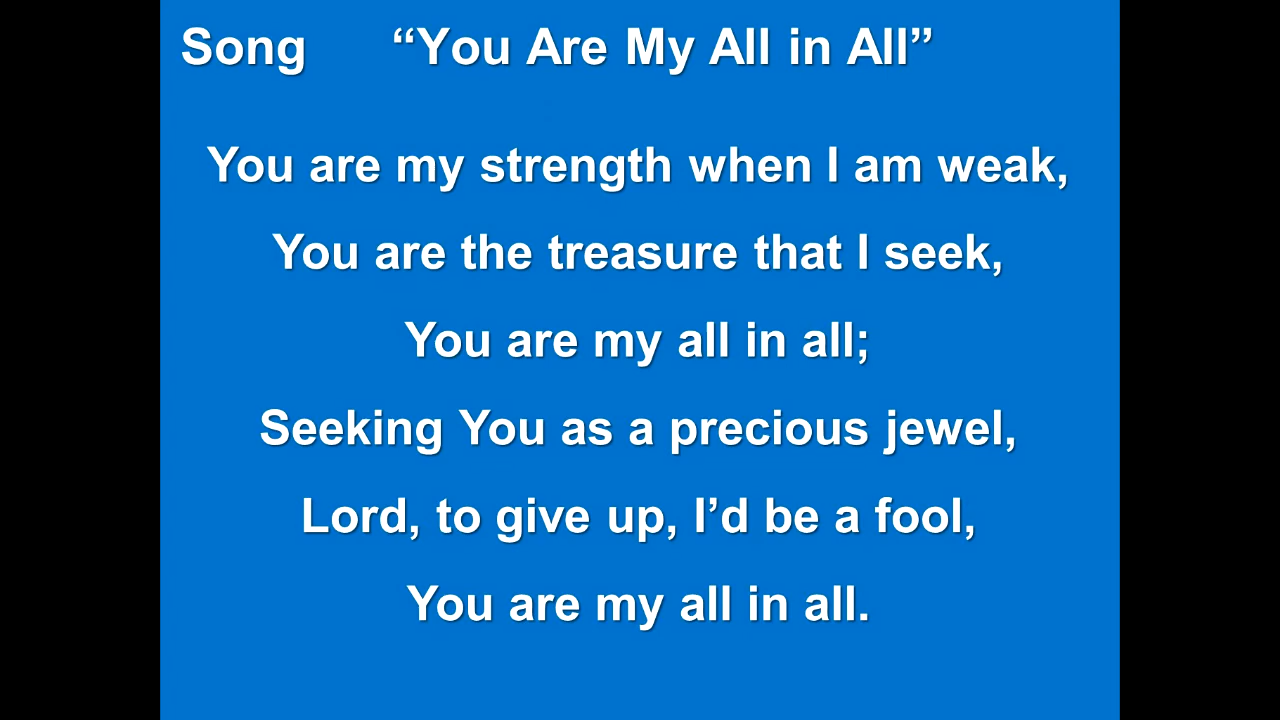 Song “You Are My All in All”
You are my strength when I am weak,
You are the treasure that I seek,
You are my all in all;
Seeking You as a precious jewel,
Lord, to give up, I’d be a fool,
You are my all in all.